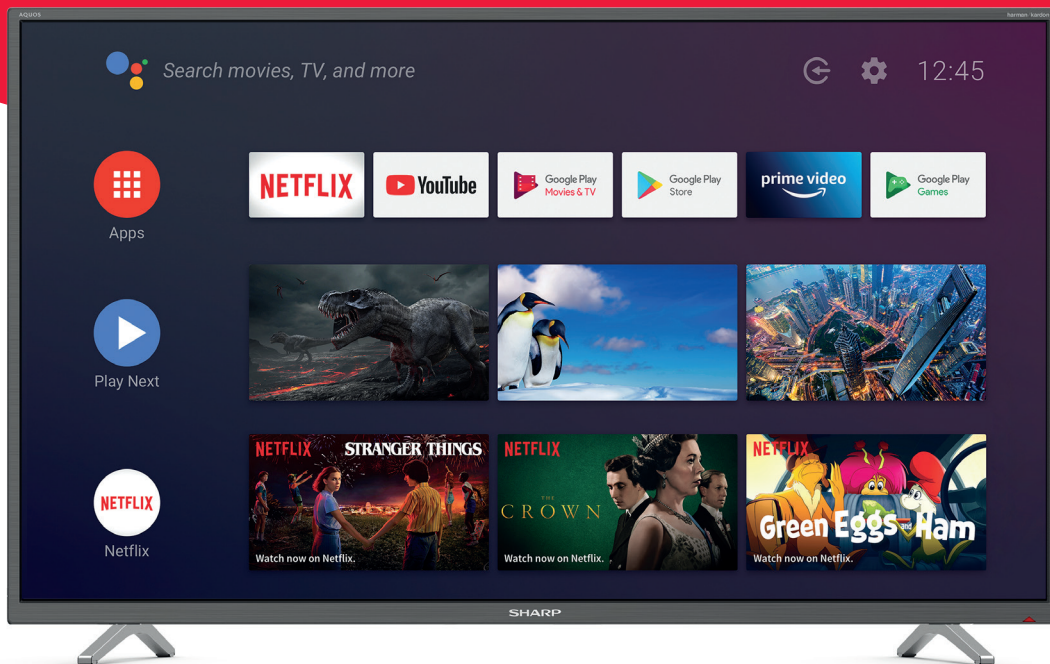 AQUOS
harman/kardon
Search movies, TV, and more
12:45
Apps
NETFLIX
YouTube
Google Play
Movies & TV
Google Play
Store
prime video
Google Play
Games
Play Next
NETFLIX
Netflix
NETFLIX
STRANGER THINGS
Watch now on Netflix.
NETFLIX
THE
CROWN
Watch now on Netflix.
NETFLIX
Green Eggs and Ham
Watch now on Netflix.
SHARP